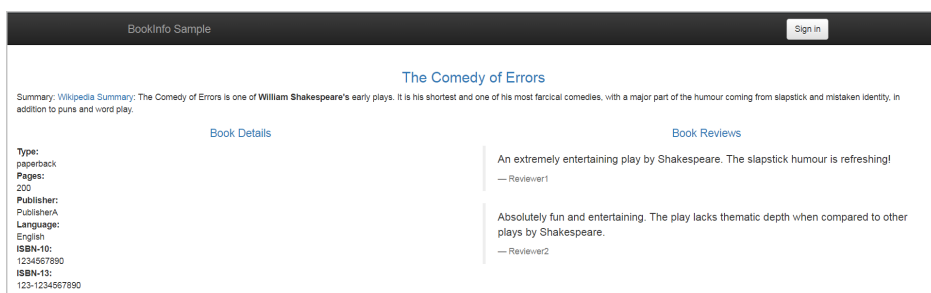 BookInfo Sample
Sign in
The Comedy of Errors
Summary: Wikipedia Summary: The Comedy of Errors is one of William Shakespeare's early plays. It is his shortest and one of his most farcical comedies, with a major part of the humour coming from slapstick and mistaken identity, in
addition to puns and word play.
Book Details
Type:
paperback
Pages:
200
Publisher:
PublisherA
Language:
English
ISBN-10:
1234567890
ISBN-13:
123-1234567890
Book Reviews
An extremely entertaining play by Shakespeare. The slapstick humour is refreshing!
— Reviewer1
Absolutely fun and entertaining. The play lacks thematic depth when compared to other
plays by Shakespeare.
— Reviewer2